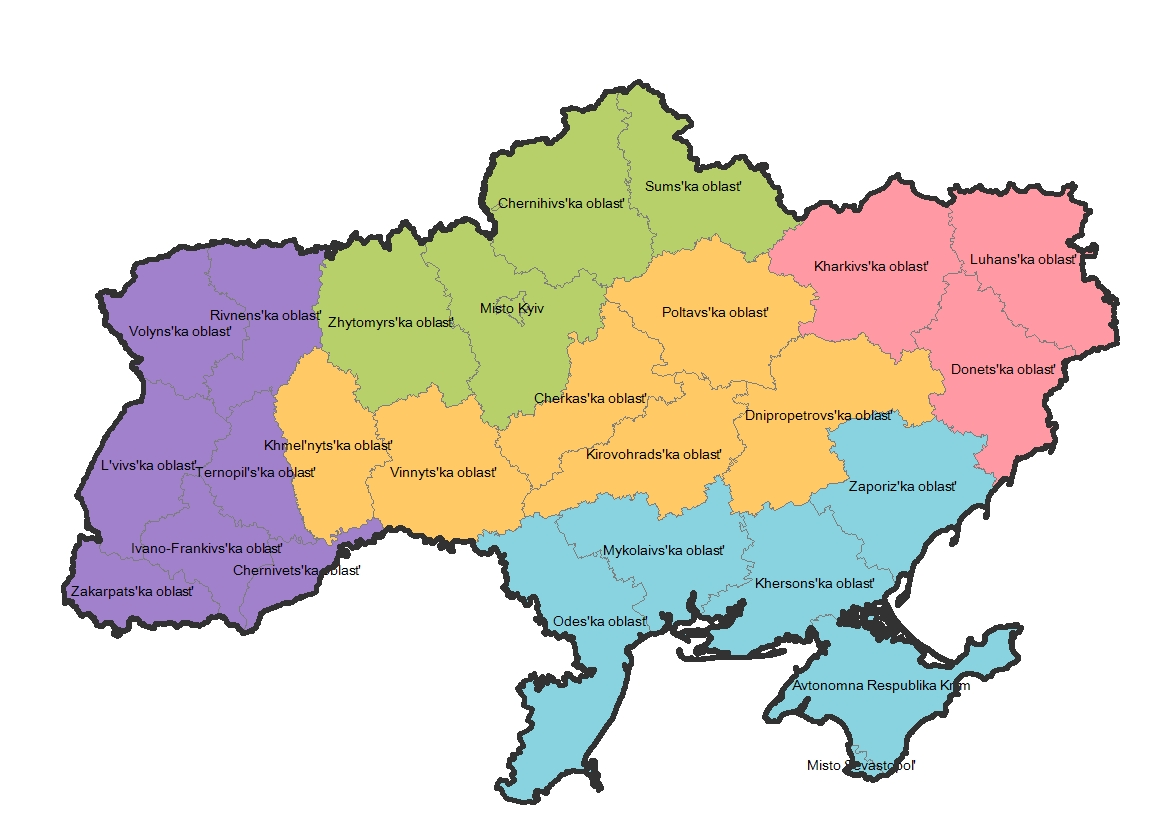 Sums'ka oblast'
Chernihivs'ka oblast'
Luhans'ka oblast'
Kharkivs'ka oblast'
Misto Kyiv
Poltavs'ka oblast'
Rivnens'ka oblast'
Zhytomyrs'ka oblast'
Volyns'ka oblast'
Donets'ka oblast'
Cherkas'ka oblast'
Dnipropetrovs'ka oblast'
Khmel'nyts'ka oblast'
Kirovohrads'ka oblast'
L'vivs'ka oblast'
Ternopil's'ka oblast'
Vinnyts'ka oblast'
Zaporiz'ka oblast'
Ivano-Frankivs'ka oblast'
Mykolaivs'ka oblast'
Chernivets'ka oblast'
Khersons'ka oblast'
Zakarpats'ka oblast'
Odes'ka oblast'
Avtonomna Respublika Krym
Misto Sevastopol'